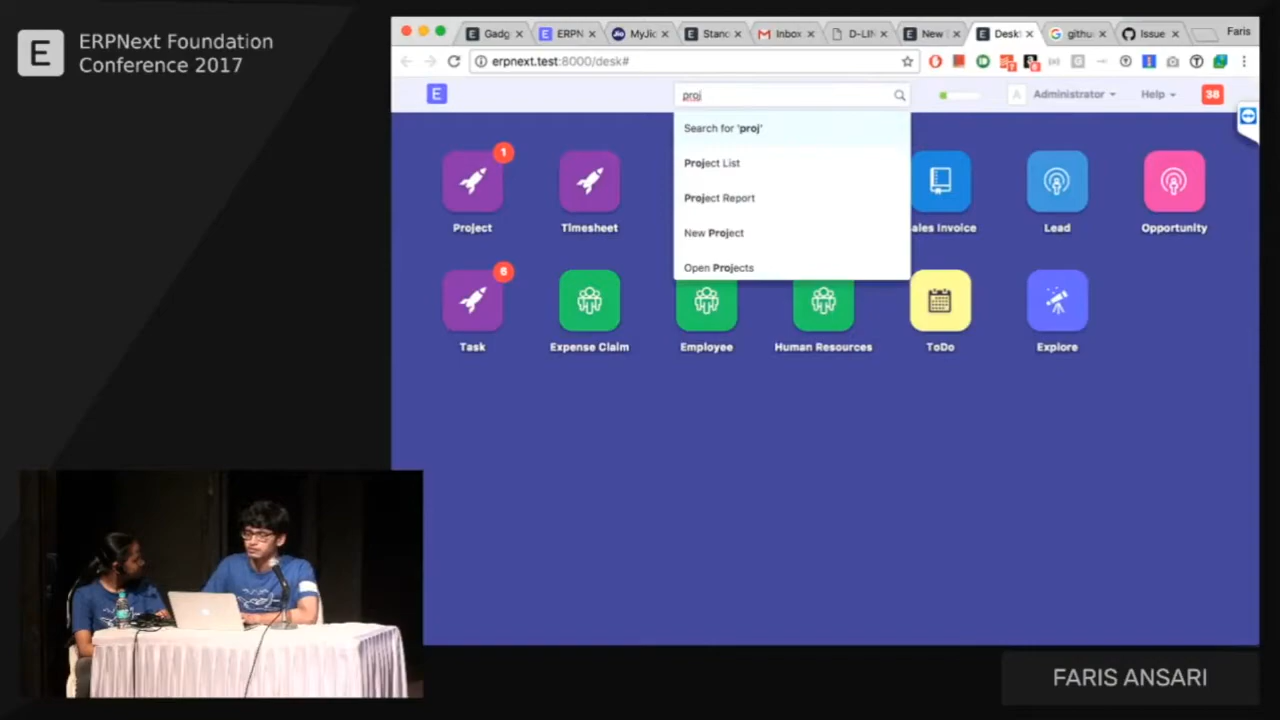 E
ERPNext Foundation
Conference 2017
Gadg
ERPN
MyJio
Stanc
Inbox
D-LIN
New
Desk
githu
Issue
Faris
erpnext.test:8000/desk#
E
proj
Administrator
Help
38
Search for 'proj'
Project List
Project Report
New Project
Open Projects
1
Project
Timesheet
ales Invoice
Lead
Opportunity
6
Task
Expense Claim
Employee
Human Resources
ToDo
Explore
FARIS ANSARI